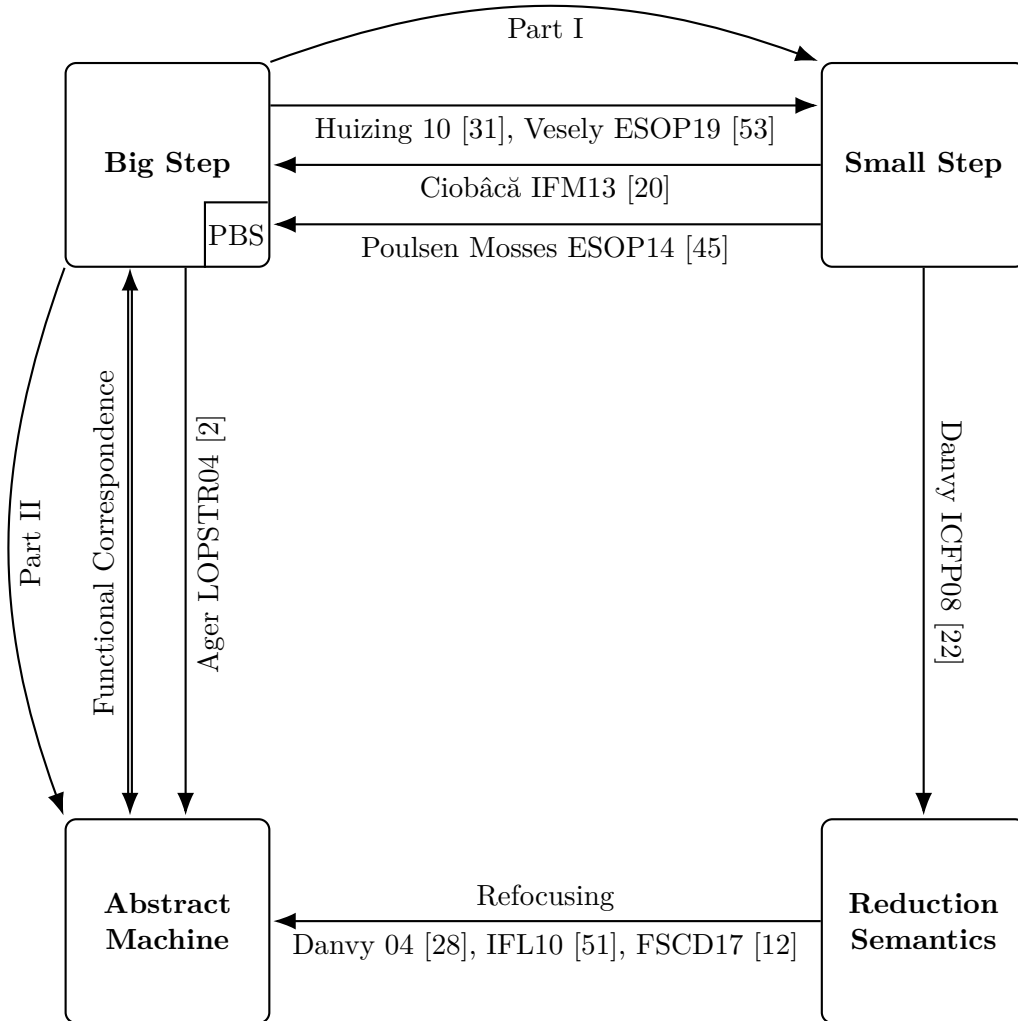 Part I
Huizing 10 [31], Vesely ESOP19 [53]
Big Step
Small Step
Ciobâcă IFM13 [20]
PBS
Poulsen Mosses ESOP14 [45]
Part II
Functional Correspondence
Ager LOPSTR04 [2]
Danvy ICFP08 [22]
Abstract
Machine
Refocusing
Danvy 04 [28], IFL10 [51], FSCD17 [12]
Reduction
Semantics